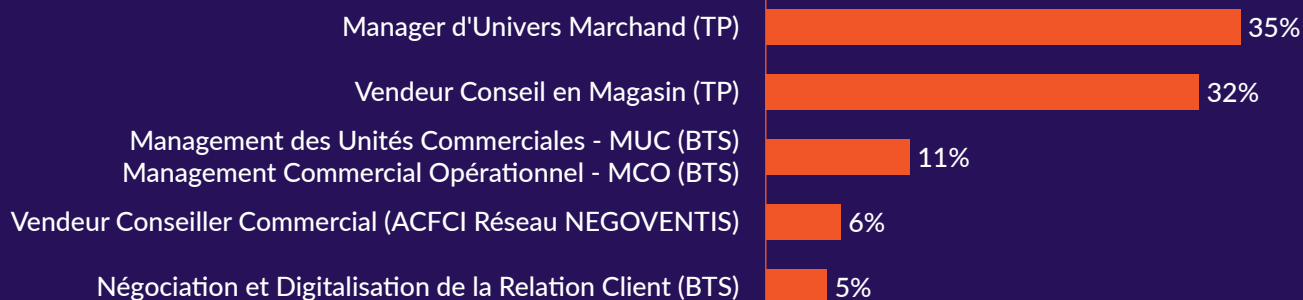 Manager d'Univers Marchand (TP) 35%
Vendeur Conseil en Magasin (TP) 32%
Management des Unités Commerciales - MUC (BTS)
Management Commercial Opérationnel - MCO (BTS) 11%
Vendeur Conseiller Commercial (ACFCI Réseau NEGOVENTIS) 6%
Négociation et Digitalisation de la Relation Client (BTS) 5%